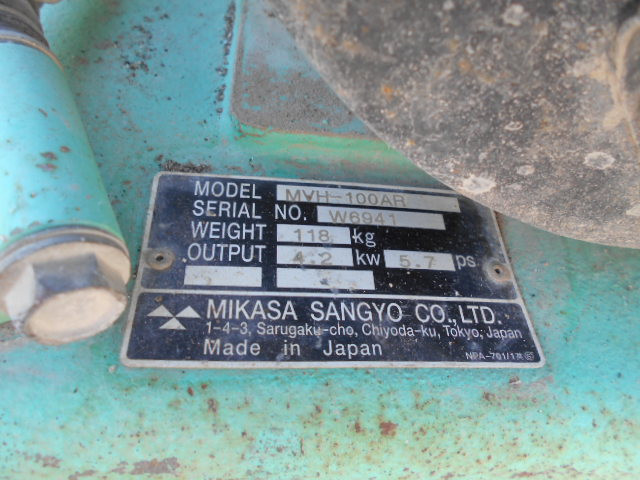 MODEL MVH-100AR
SERIAL NO. W6941
WEIGHT 118 kg
OUTPUT 4.2 kw 5.7 ps
MIKASA SANGYO CO.,LTD.
1-4-3, Sarugaku-cho, Chiyoda-ku, Tokyo, Japan
Made in Japan